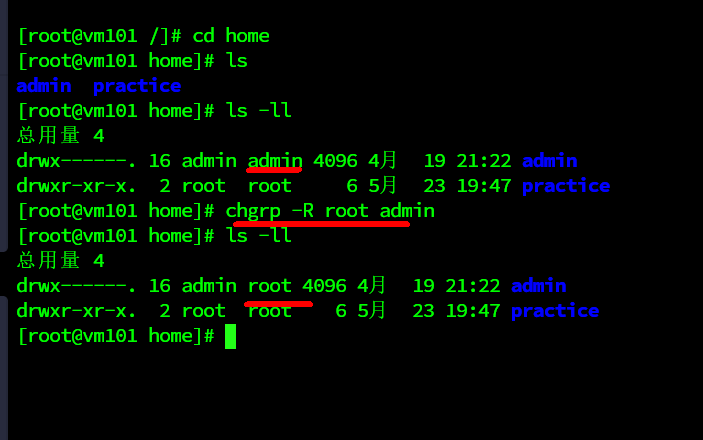 [root@vm101 /]# cd home
[root@vm101 home]# ls
admin  practice
[root@vm101 home]# ls -ll
总用量 4
drwx------. 16 admin admin 4096 4月  19 21:22 admin
drwxr-xr-x.  2 root  root     6 5月  23 19:47 practice
[root@vm101 home]# chgrp -R root admin
[root@vm101 home]# ls -ll
总用量 4
drwx------. 16 admin root 4096 4月  19 21:22 admin
drwxr-xr-x.  2 root  root    6 5月  23 19:47 practice
[root@vm101 home]#